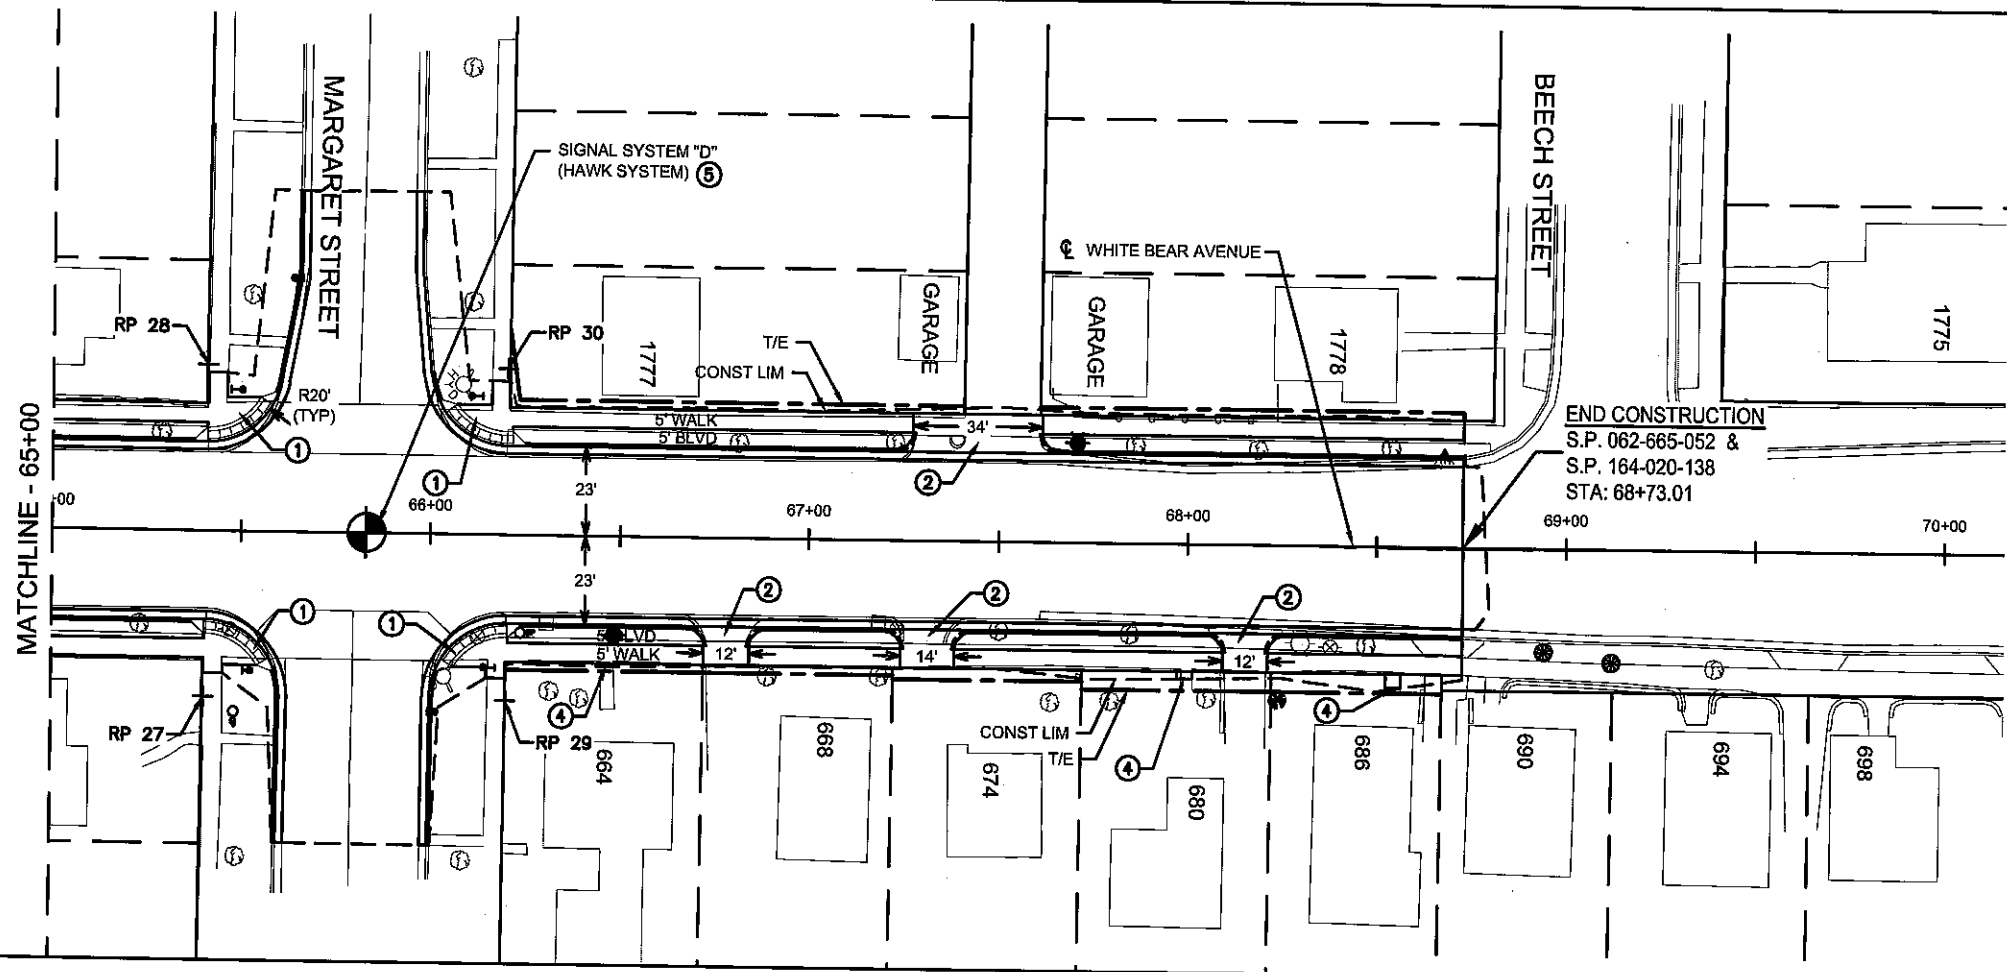 MARGARET STREET
BEECH STREET
SIGNAL SYSTEM "D"
(HAWK SYSTEM) 5
℄ WHITE BEAR AVENUE
RP 28
RP 30
1777
GARAGE
GARAGE
1778
1775
T/E
CONST LIM
R20'
(TYP)
5' WALK
5' BLVD
34'
1
1
2
END CONSTRUCTION
S.P. 062-665-052 &
S.P. 164-020-138
STA: 68+73.01
MATCHLINE - 65+00
+00
66+00
67+00
68+00
69+00
70+00
23'
23'
1
1
2
2
2
5' BLVD
5' WALK
12'
14'
12'
RP 27
RP 29
4
4
4
CONST LIM
T/E
664
668
674
680
686
690
694
698